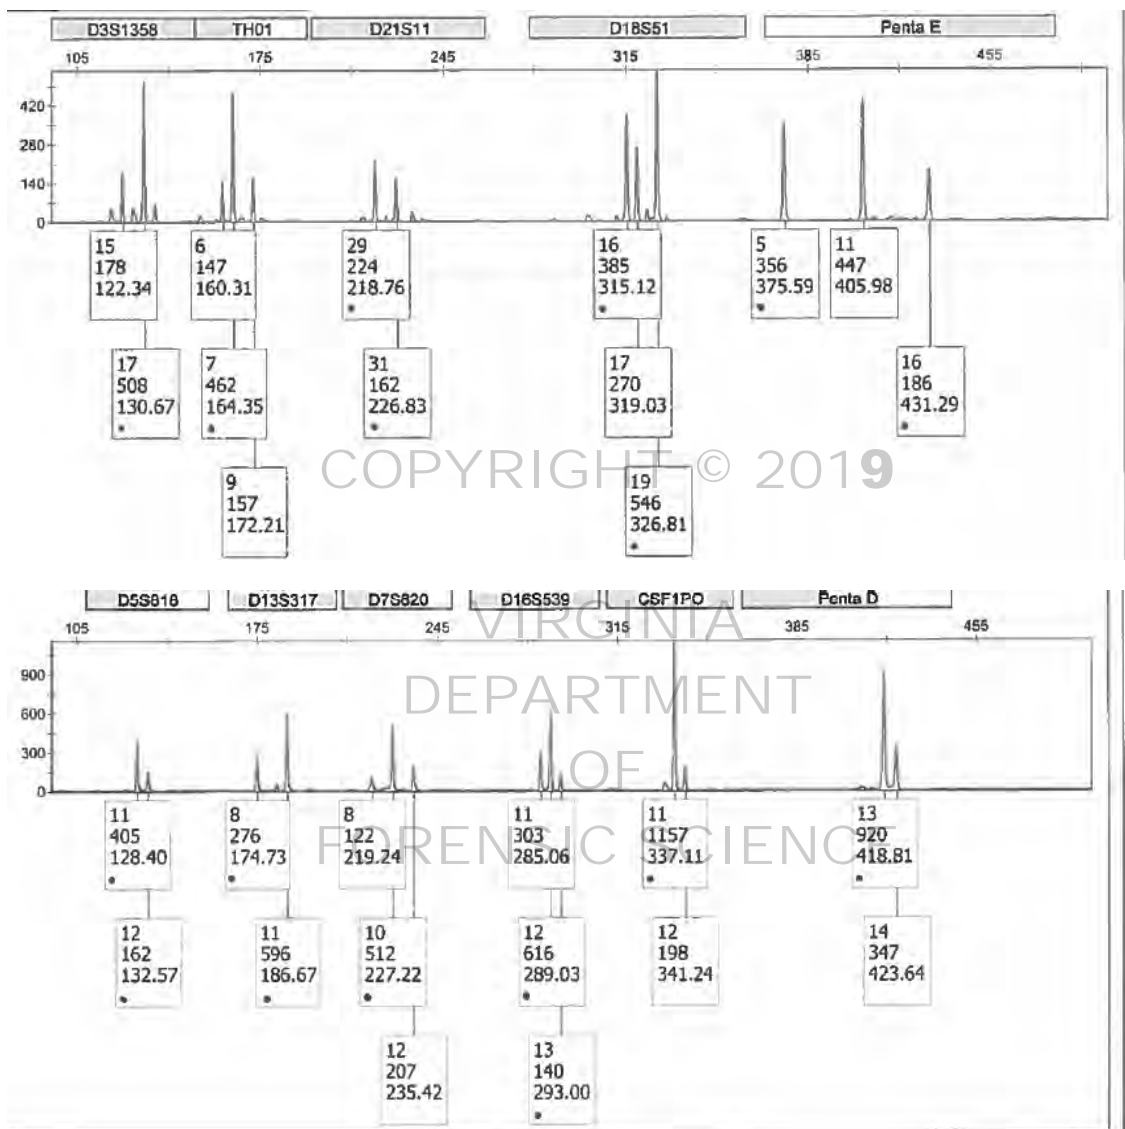 D3S1358 TH01 D21S11 D18S51 Penta E
105 175 245 315 385 455
420
280
140
0
15 6 29 16 5 11
178 147 224 385 356 447
122.34 160.31 218.76 315.12 375.59 405.98
17 7 31 17 16
508 462 162 270 186
130.67 164.35 226.83 319.03 431.29
COPYRIGHT © 2019
9 19
157 546
172.21 326.81
D5S818 D13S317 D7S820 D16S539 CSF1PO Penta D
VIRGINIA
105 175 245 315 385 455
900
DEPARTMENT
600
300
OF
0
11 8 8 11 11 13
405 276 122 303 1157 920
128.40 174.73 219.24 285.06 337.11 418.81
FORENSIC SCIENCE
12 11 10 12 12 14
162 596 512 616 198 347
132.57 186.67 227.22 289.03 341.24 423.64
12 13
207 140
235.42 293.00